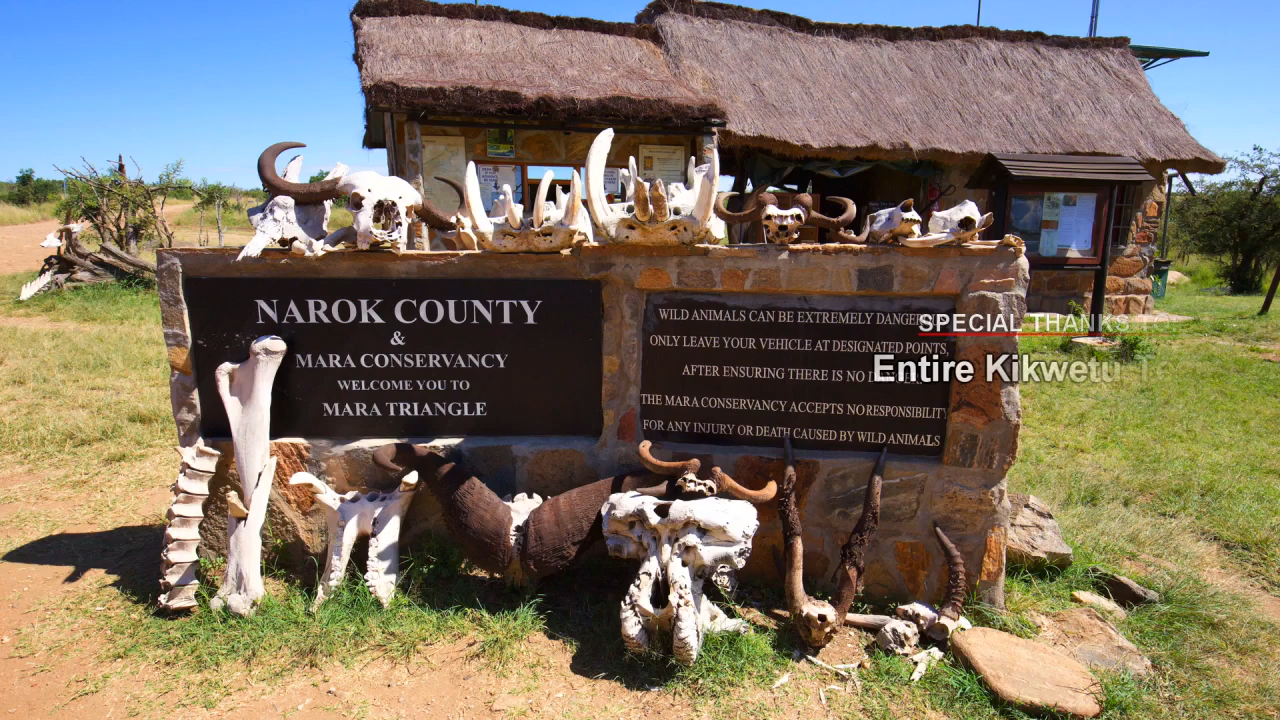 NAROK COUNTY
&
MARA CONSERVANCY
WELCOME YOU TO
MARA TRIANGLE
WILD ANIMALS CAN BE EXTREMELY
ONLY LEAVE YOUR VEHICLE AT DESIGNATED POINTS,
AFTER ENSURING THERE IS NO
THE MARA CONSERVANCY ACCEPTS NO RESPONSIBILITY
FOR ANY INJURY OR DEATH CAUSED BY WILD ANIMALS
SPECIAL THANKS
Entire Kikwetu